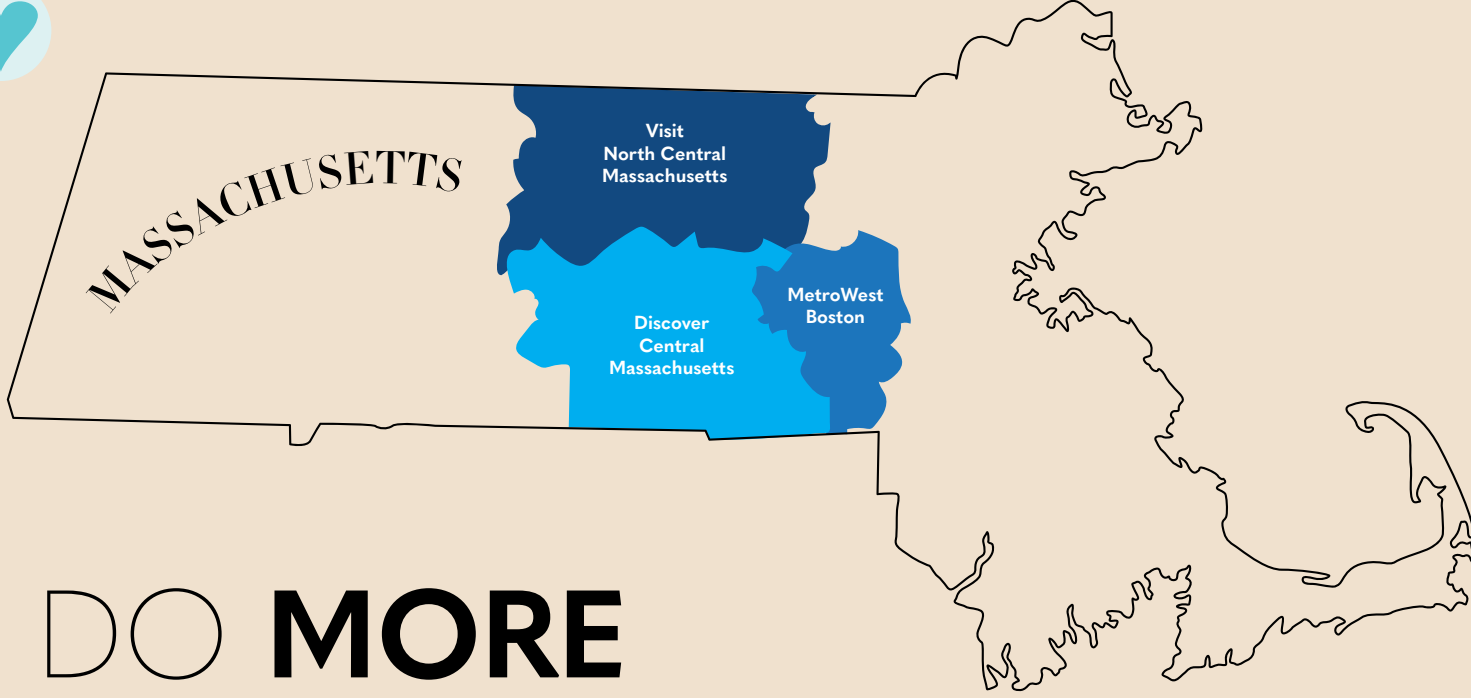 MASSACHUSETTS
Visit
North Central
Massachusetts
Discover
Central
Massachusetts
MetroWest
Boston
DO MORE